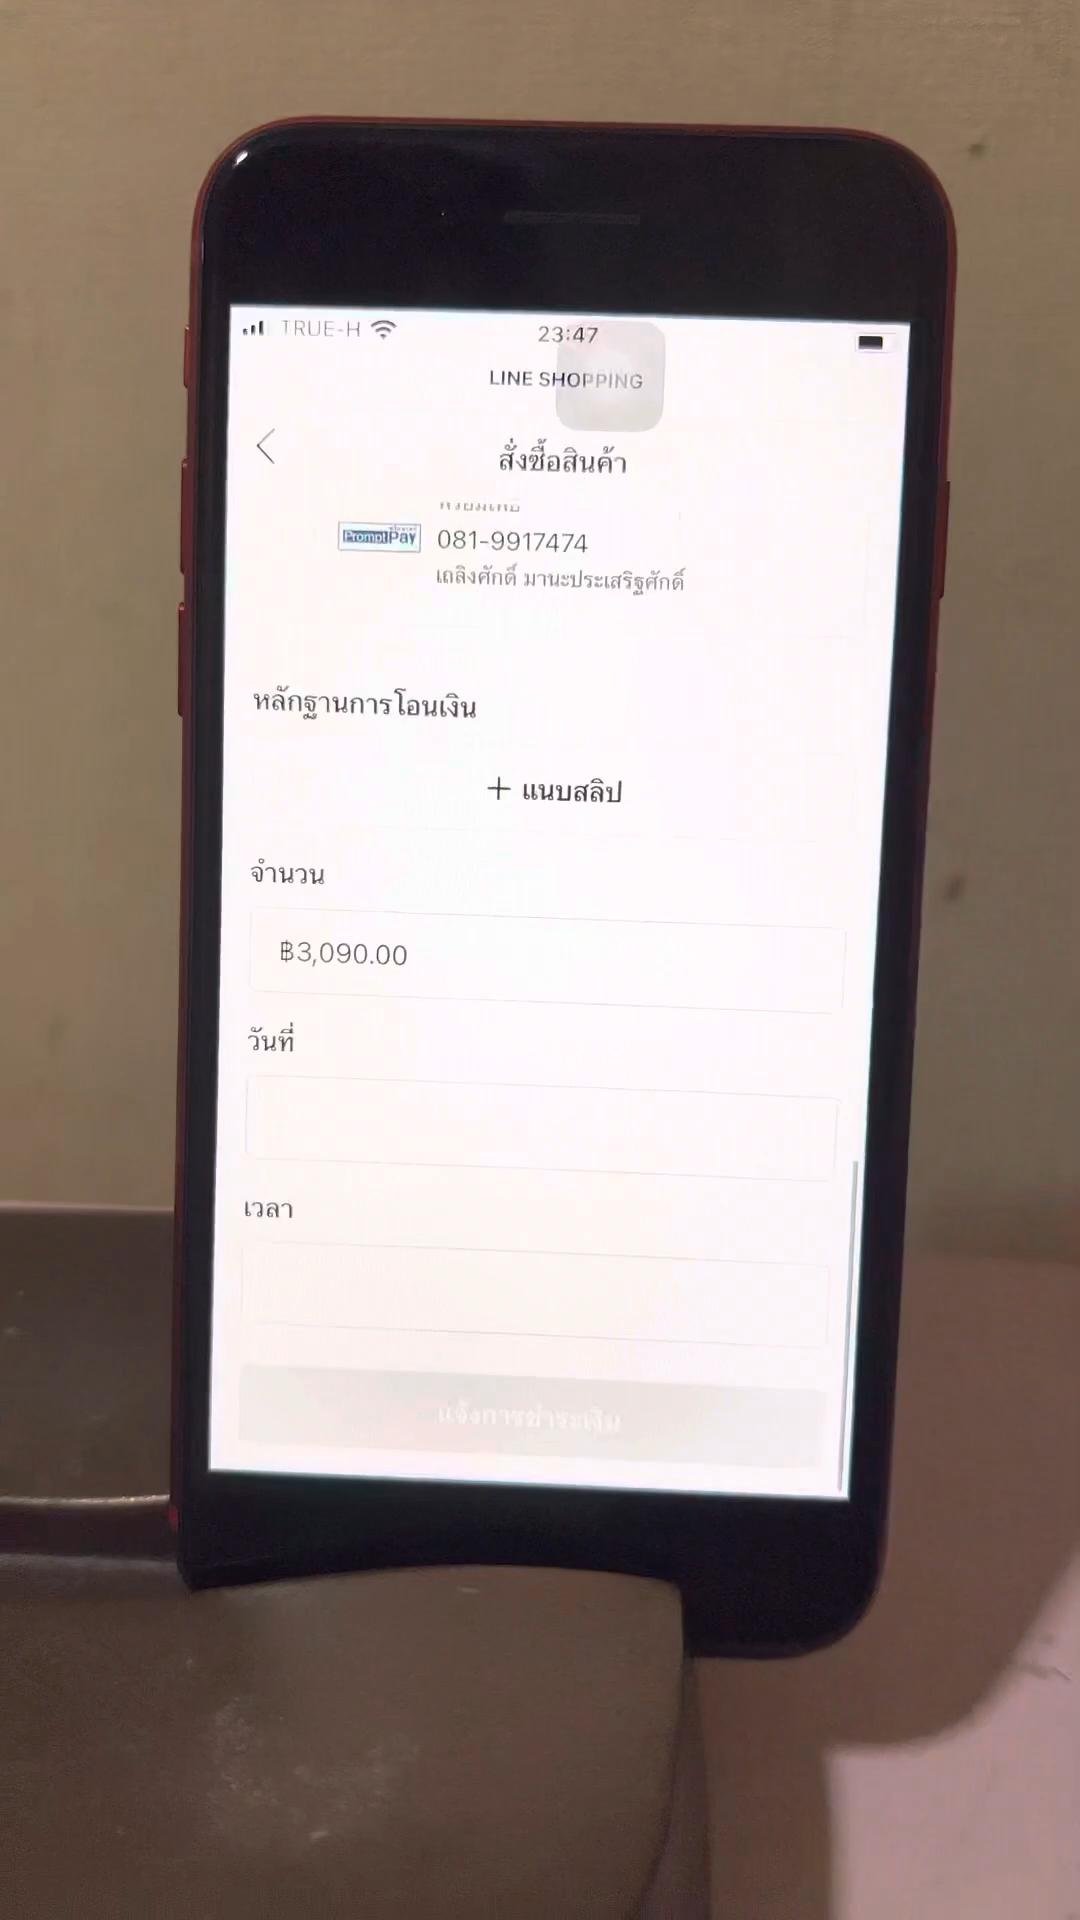 TRUE-H
23:47
LINE SHOPPING
สั่งซื้อสินค้า
PromptPay
081-9917474
เถลิงศักดิ์ มานะประเสริฐศักดิ์
หลักฐานการโอนเงิน
+ แนบสลิป
จำนวน
฿3,090.00
วันที่
เวลา
แจ้งการชำระเงิน